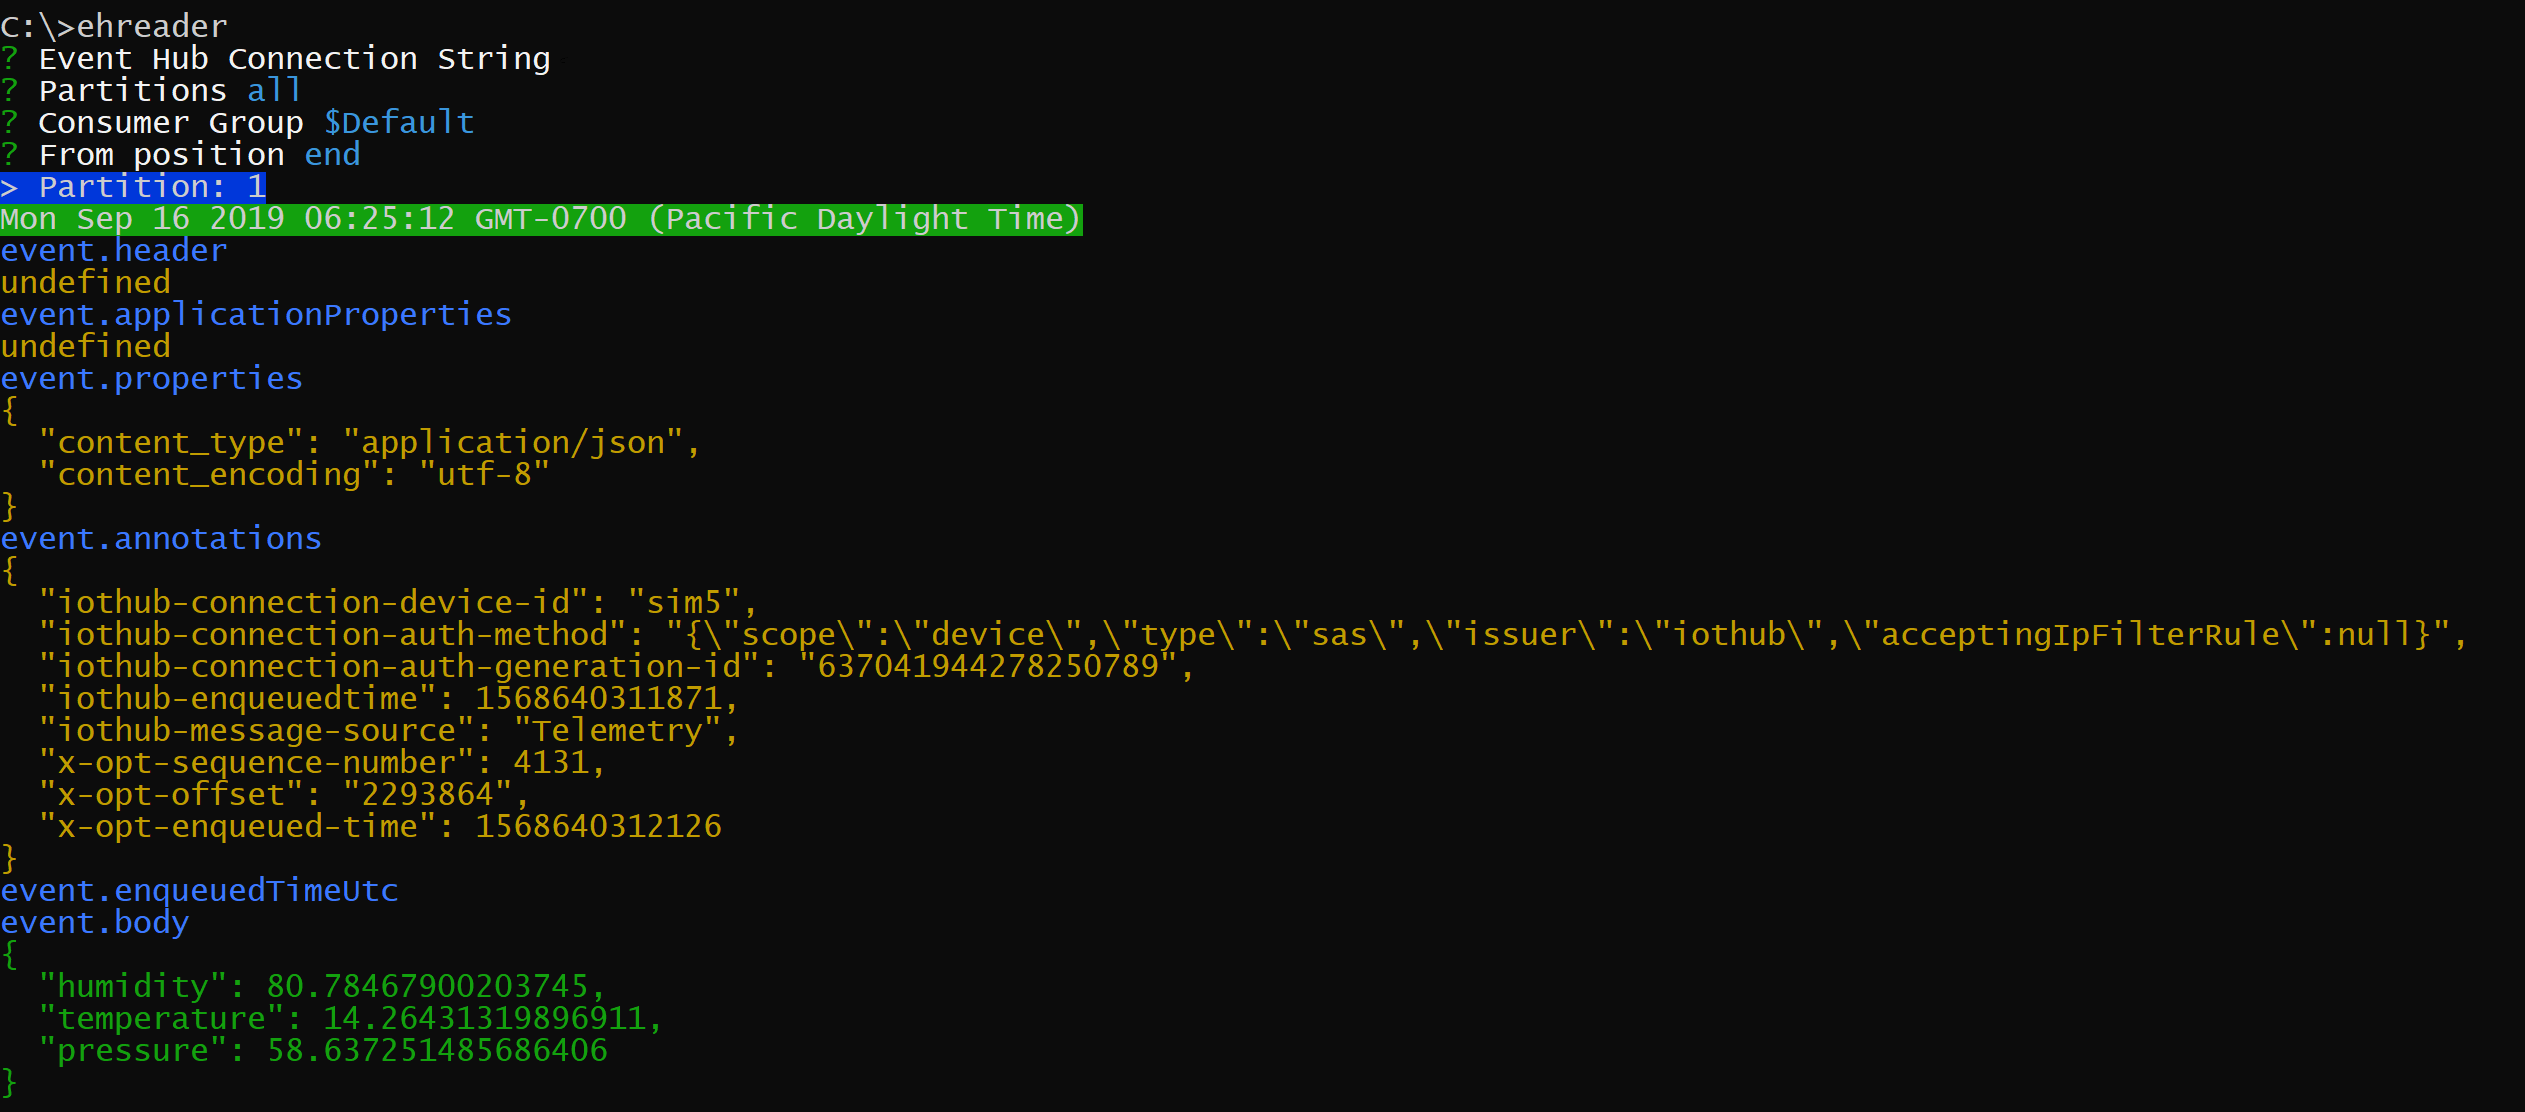 C:\>ehreader
? Event Hub Connection String
? Partitions all
? Consumer Group $Default
? From position end
> Partition: 1
Mon Sep 16 2019 06:25:12 GMT-0700 (Pacific Daylight Time)
event.header
undefined
event.applicationProperties
undefined
event.properties
{
  "content_type": "application/json",
  "content_encoding": "utf-8"
}
event.annotations
{
  "iothub-connection-device-id": "sim5",
  "iothub-connection-auth-method": "{\"scope\":\"device\",\"type\":\"sas\",\"issuer\":\"iothub\",\"acceptingIpFilterRule\":null}",
  "iothub-connection-auth-generation-id": "637041944278250789",
  "iothub-enqueuedtime": 1568640311871,
  "iothub-message-source": "Telemetry",
  "x-opt-sequence-number": 4131,
  "x-opt-offset": "2293864",
  "x-opt-enqueued-time": 1568640312126
}
event.enqueuedTimeUtc
event.body
{
  "humidity": 80.78467900203745,
  "temperature": 14.26431319896911,
  "pressure": 58.637251485686406
}